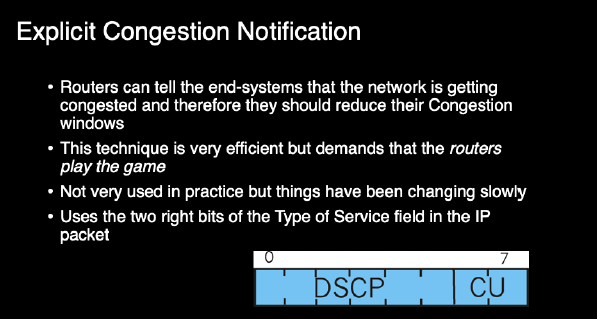 Explicit Congestion Notification
• Routers can tell the end-systems that the network is getting
congested and therefore they should reduce their Congestion
windows
• This technique is very efficient but demands that the routers
play the game
• Not very used in practice but things have been changing slowly
• Uses the two right bits of the Type of Service field in the IP
packet
0 7
DSCP CU